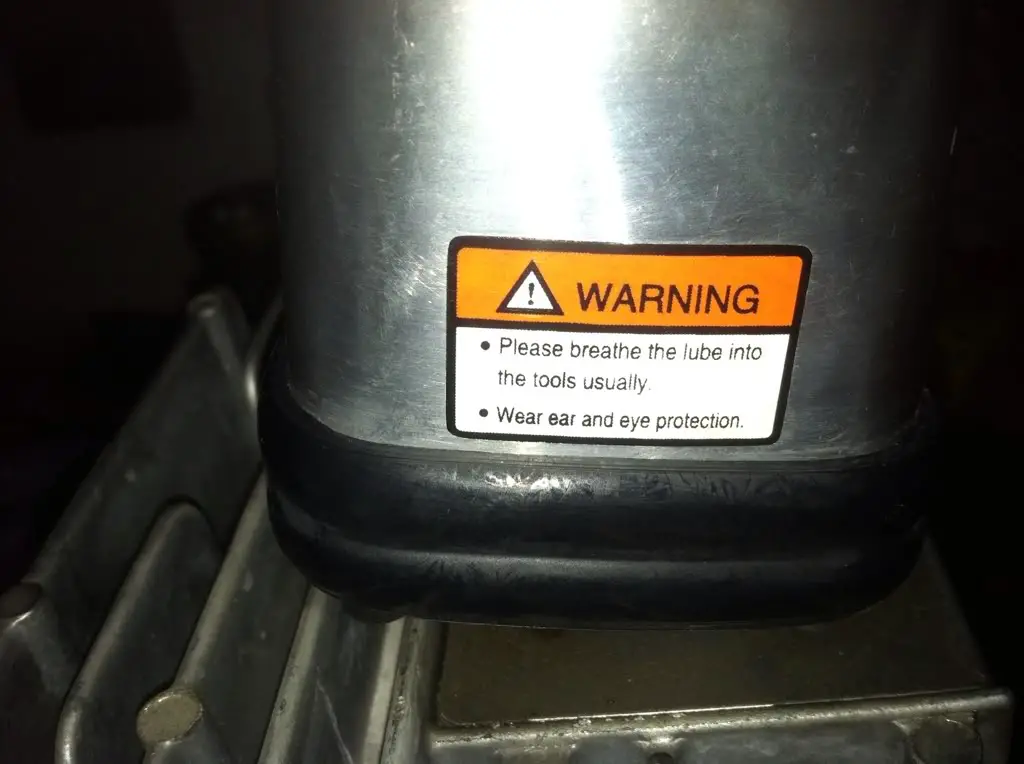 WARNING
• Please breathe the lube into
the tools usually.
• Wear ear and eye protection.